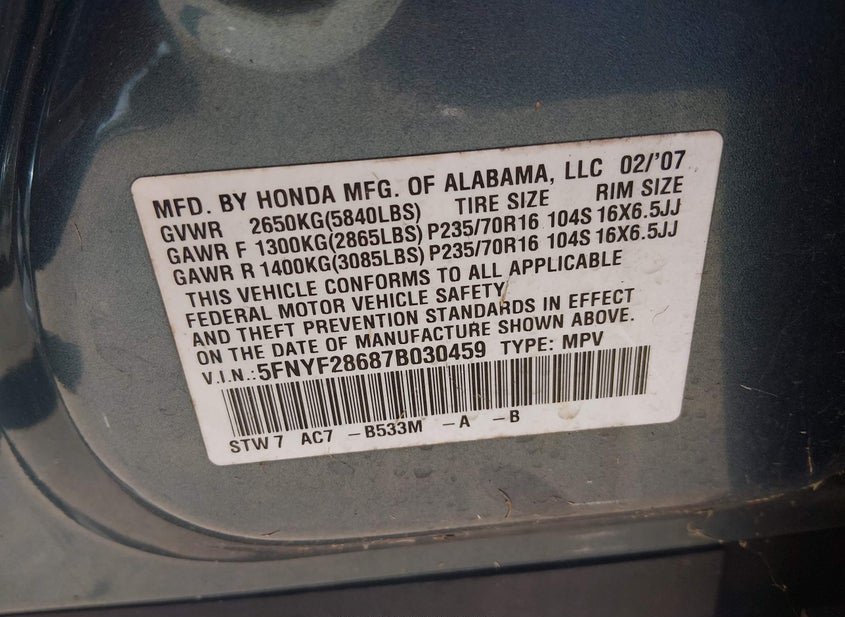 MFD. BY HONDA MFG. OF ALABAMA, LLC 02/'07
GVWR 2650KG(5840LBS) TIRE SIZE RIM SIZE
GAWR F 1300KG(2865LBS) P235/70R16 104S 16X6.5JJ
GAWR R 1400KG(3085LBS) P235/70R16 104S 16X6.5JJ
THIS VEHICLE CONFORMS TO ALL APPLICABLE
FEDERAL MOTOR VEHICLE SAFETY
AND THEFT PREVENTION STANDARDS IN EFFECT
ON THE DATE OF MANUFACTURE SHOWN ABOVE.
V.I.N.:5FNYF28687B030459 TYPE: MPV
STW7 AC7 -B533M -A -B